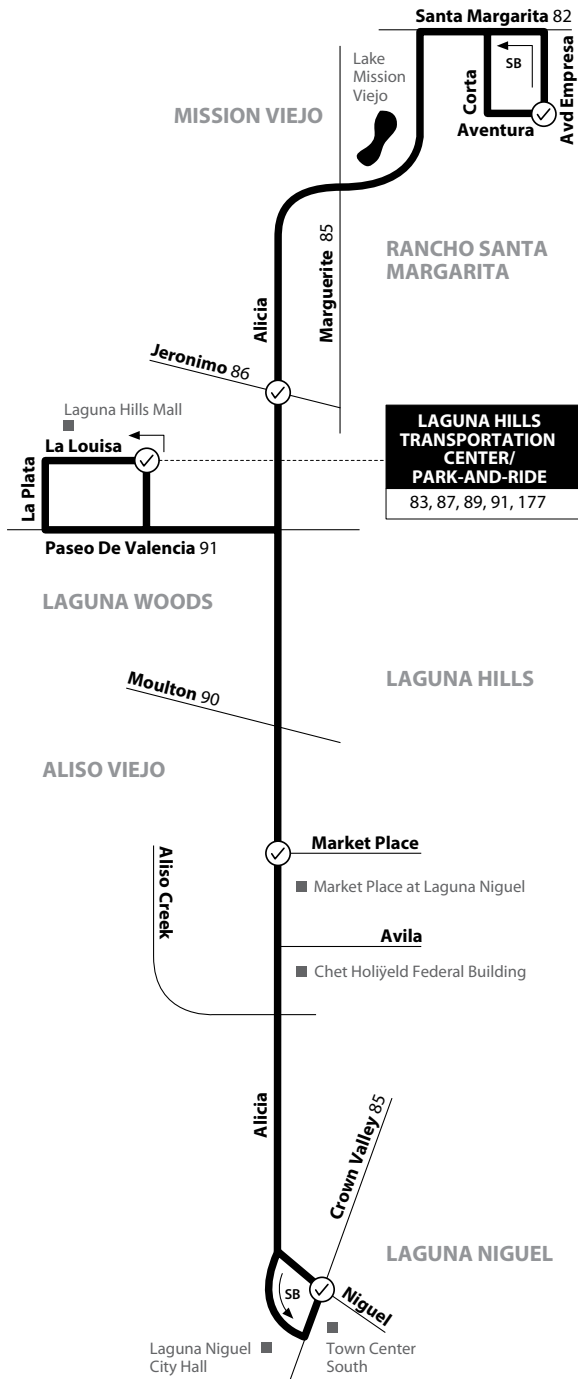 Santa Margarita 82
Lake
Mission
Viejo
SB
Corta
Avd Empresa
Aventura
MISSION VIEJO
Marguerite 85
RANCHO SANTA
MARGARITA
Alicia
Jeronimo 86
Laguna Hills Mall
La Louisa
La Plata
LAGUNA HILLS
TRANSPORTATION
CENTER/
PARK-AND-RIDE
83, 87, 89, 91, 177
Paseo De Valencia 91
LAGUNA WOODS
Moulton 90
LAGUNA HILLS
ALISO VIEJO
Market Place
Aliso Creek
Market Place at Laguna Niguel
Avila
Chet Holiÿeld Federal Building
Alicia
Crown Valley 85
LAGUNA NIGUEL
SB
Niguel
Laguna Niguel
City Hall
Town Center
South